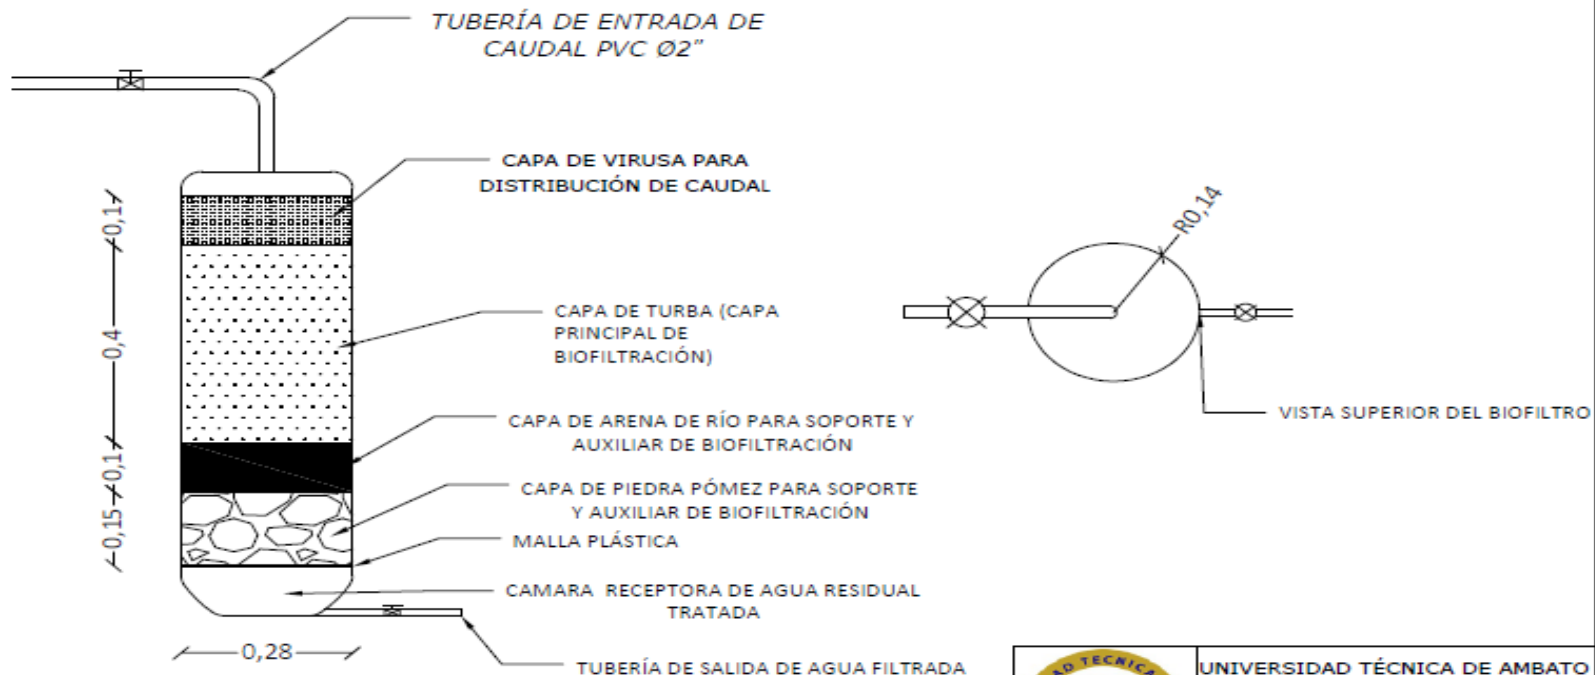 TUBERÍA DE ENTRADA DE
CAUDAL PVC Ø2"
CAPA DE VIRUSA PARA
DISTRIBUCIÓN DE CAUDAL
0,1
0,4
0,1
0,15
0,28
CAPA DE TURBA (CAPA
PRINCIPAL DE
BIOFILTRACIÓN)
CAPA DE ARENA DE RÍO PARA SOPORTE Y
AUXILIAR DE BIOFILTRACIÓN
CAPA DE PIEDRA PÓMEZ PARA SOPORTE
Y AUXILIAR DE BIOFILTRACIÓN
MALLA PLÁSTICA
CAMARA RECEPTORA DE AGUA RESIDUAL
TRATADA
TUBERÍA DE SALIDA DE AGUA FILTRADA
R0,14
VISTA SUPERIOR DEL BIOFILTRO
UNIVERSIDAD TÉCNICA DE AMBATO